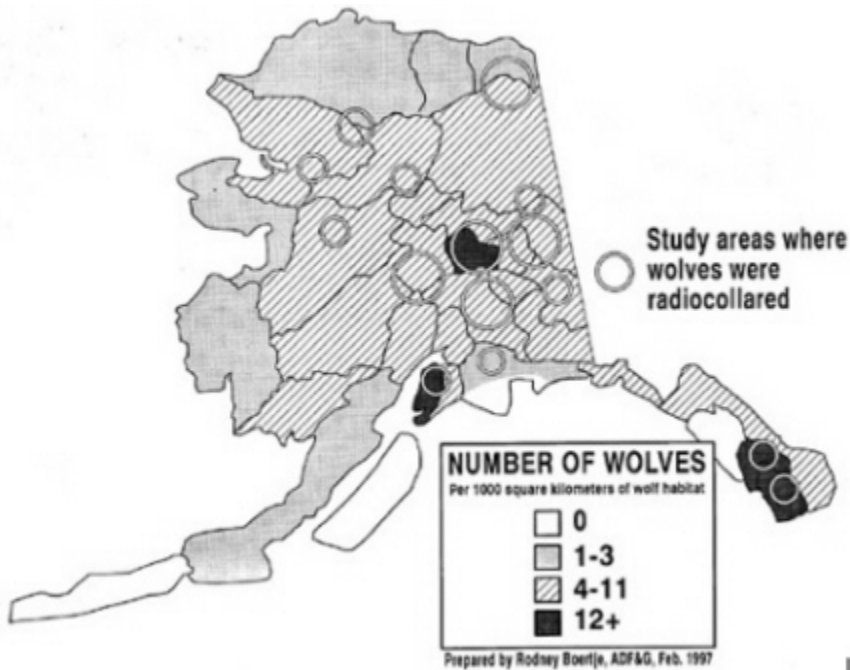 Study areas where
wolves were
radiocollared
NUMBER OF WOLVES
Per 1000 square kilometers of wolf habitat
0
1-3
4-11
12+
Prepared by Rodney Boertje, ADF&G, Feb. 1997